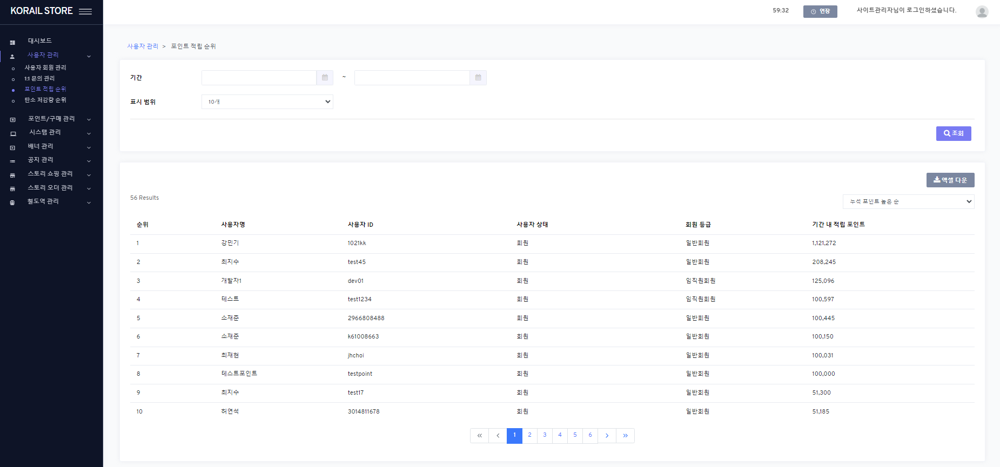 KORAIL STORE
59:32
연장
사이트관리자님이 로그인하셨습니다.
대시보드
사용자 관리
사용자 회원 관리
1:1 문의 관리
포인트 적립 순위
탄소 저감량 순위
포인트/구매 관리
시스템 관리
배너 관리
공지 관리
스토리 쇼핑 관리
스토리 오더 관리
철도역 관리
사용자 관리 > 포인트 적립 순위
기간 ~
표시 범위 10개
조회
엑셀 다운
56 Results
누적 포인트 높은 순
순위 사용자명 사용자 ID 사용자 상태 회원 등급 기간 내 적립 포인트
1 강민기 1021kk 회원 일반회원 1,121,272
2 최지수 test45 회원 일반회원 208,245
3 개발자1 dev01 회원 임직원회원 125,096
4 테스트 test1234 회원 임직원회원 100,597
5 소재준 2966808488 회원 일반회원 100,445
6 소재준 k61008663 회원 일반회원 100,150
7 최재현 jhchoi 회원 일반회원 100,031
8 테스트포인트 testpoint 회원 일반회원 100,000
9 최지수 test17 회원 일반회원 51,300
10 허연석 3014811678 회원 일반회원 51,185
« ‹ 1 2 3 4 5 6 › »